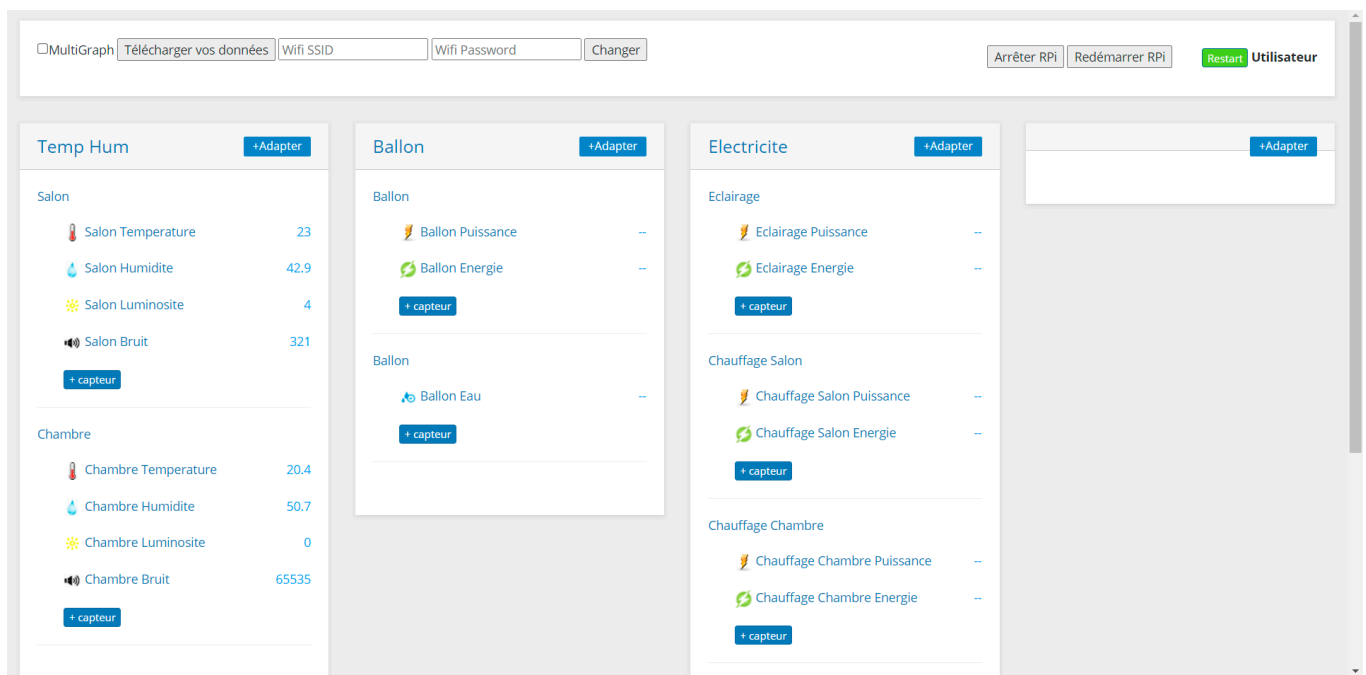 MultiGraph Télécharger vos données Wifi SSID Wifi Password Changer
Arrêter RPi Redémarrer RPi Restart Utilisateur
Temp Hum +Adapter
Salon
Salon Temperature 23
Salon Humidite 42.9
Salon Luminosite 4
Salon Bruit 321
+ capteur
Chambre
Chambre Temperature 20.4
Chambre Humidite 50.7
Chambre Luminosite 0
Chambre Bruit 65535
+ capteur
Ballon +Adapter
Ballon
Ballon Puissance --
Ballon Energie --
+ capteur
Ballon
Ballon Eau --
+ capteur
Electricite +Adapter
Eclairage
Eclairage Puissance --
Eclairage Energie --
+ capteur
Chauffage Salon
Chauffage Salon Puissance --
Chauffage Salon Energie --
+ capteur
Chauffage Chambre
Chauffage Chambre Puissance --
Chauffage Chambre Energie --
+ capteur
+Adapter